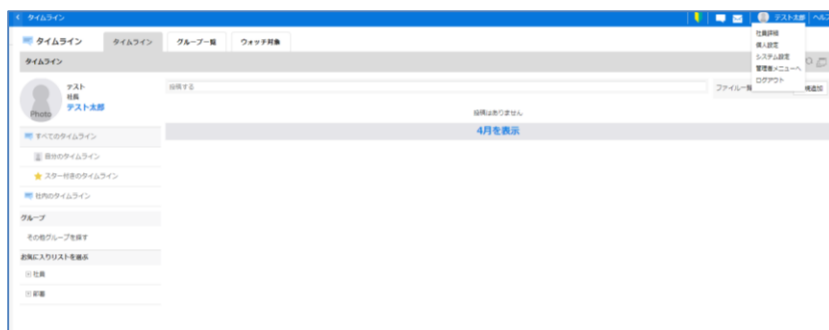 タイムライン
テスト太郎
ヘルプ
タイムライン
タイムライン
グループ一覧
ウォッチ対象
社員詳細
個人設定
システム設定
管理者メニューへ
ログアウト
タイムライン
テスト
社長
テスト太郎
Photo
投稿する
ファイル一覧
投稿はありません
4月を表示
すべてのタイムライン
自分のタイムライン
スター付きのタイムライン
社内のタイムライン
グループ
その他グループを探す
お気に入りリストを選ぶ
社員
部署